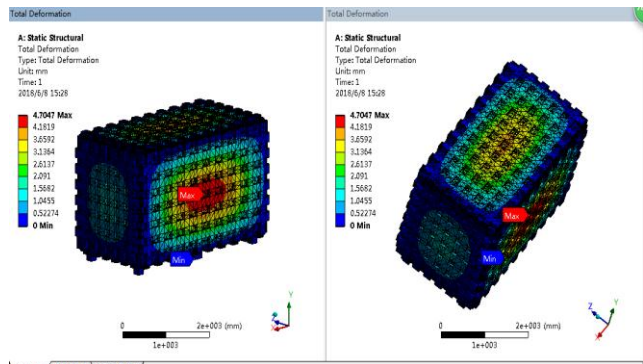 Total Deformation
A: Static Structural
Total Deformation
Type: Total Deformation
Unit: mm
Time: 1
2018/6/8 15:28
4.7047 Max
4.1819
3.6592
3.1364
2.6137
2.091
1.5682
1.0455
0.52274
0 Min
Max
Min
0
2e+003 (mm)
1e+003
Y
Z
X
Total Deformation
A: Static Structural
Total Deformation
Type: Total Deformation
Unit: mm
Time: 1
2018/6/8 15:28
4.7047 Max
4.1819
3.6592
3.1364
2.6137
2.091
1.5682
1.0455
0.52274
0 Min
Max
Min
0
2e+003 (mm)
1e+003
Z
Y
X